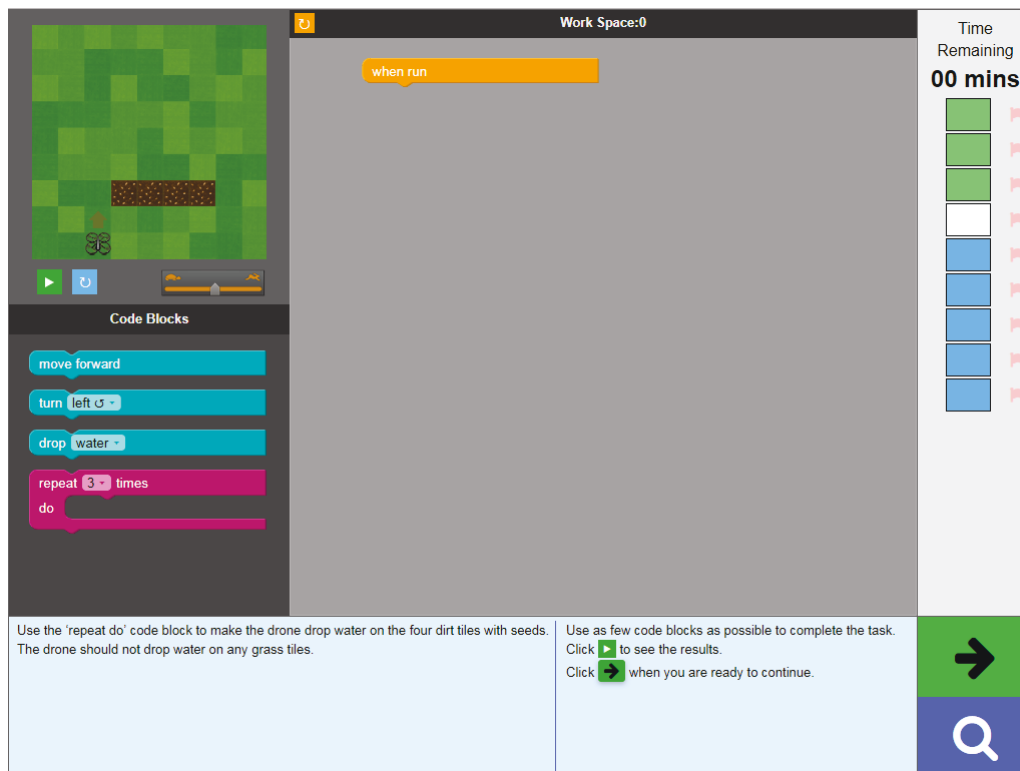 Work Space:0
Time
Remaining
00 mins
when run
Code Blocks
move forward
turn left ↺
drop water
repeat 3 times
do
Use the ‘repeat do’ code block to make the drone drop water on the four dirt tiles with seeds.
The drone should not drop water on any grass tiles.
Use as few code blocks as possible to complete the task.
Click ▶ to see the results.
Click ➔ when you are ready to continue.